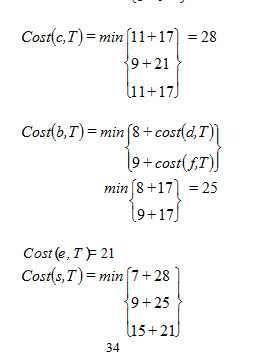 Cost(c,T) = min {11+17} = 28
{9+21}
{11+17}
Cost(b,T) = min {8+cost(d,T)}
{9+cost(f,T)}
min {8+17} = 25
{9+17}
Cost(e,T)= 21
Cost(s,T) = min {7+28}
{9+25}
{15+21}
34